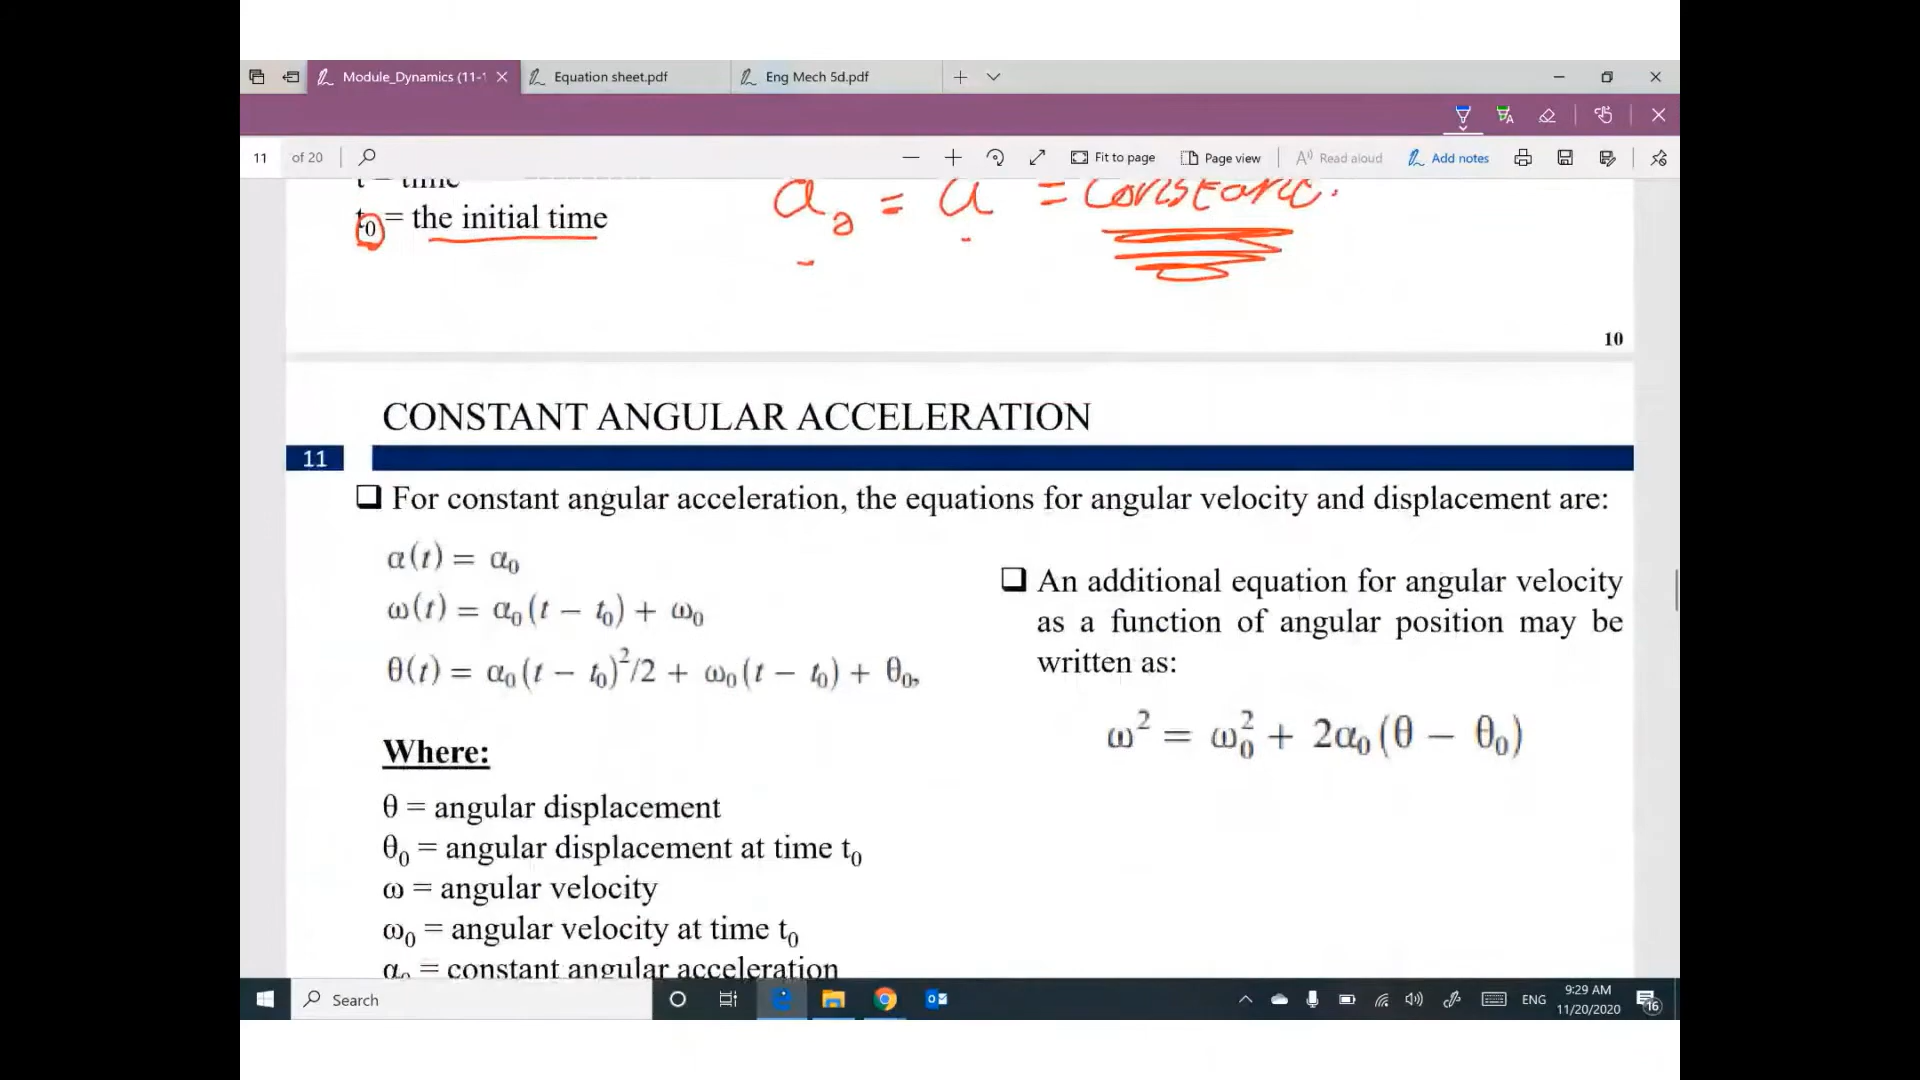 Module_Dynamics (11-1
Equation sheet.pdf
Eng Mech 5d.pdf
11 of 20
Fit to page
Page view
Read aloud
Add notes
t = time
t₀ = the initial time
a₀ = a = constant.
10
CONSTANT ANGULAR ACCELERATION
11
❑ For constant angular acceleration, the equations for angular velocity and displacement are:
α(t) = α₀
ω(t) = α₀(t − t₀) + ω₀
θ(t) = α₀(t − t₀)²/2 + ω₀(t − t₀) + θ₀,
❑ An additional equation for angular velocity
as a function of angular position may be
written as:
ω² = ω₀² + 2α₀(θ − θ₀)
Where:
θ = angular displacement
θ₀ = angular displacement at time t₀
ω = angular velocity
ω₀ = angular velocity at time t₀
α₀ = constant angular acceleration
Search
ENG
9:29 AM
11/20/2020
16